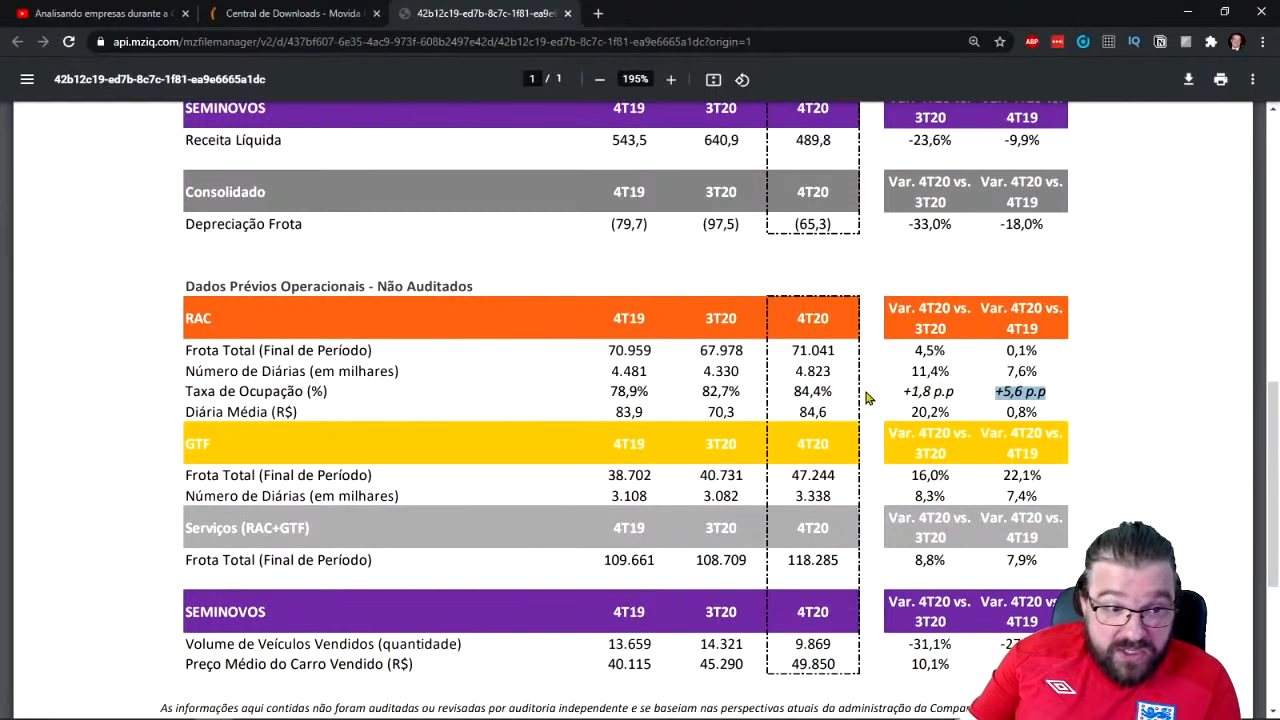 Analisando empresas durante a C
Central de Downloads - Movida
42b12c19-ed7b-8c7c-1f81-ea9e6
api.mziq.com/mzfilemanager/v2/d/437bf607-6e35-4ac9-973f-608b2497e42d/42b12c19-ed7b-8c7c-1f81-ea9e6665a1dc?origin=1
42b12c19-ed7b-8c7c-1f81-ea9e6665a1dc 1 / 1 195%
SEMINOVOS 4T19 3T20 4T20 3T20 4T19
Receita Líquida 543,5 640,9 489,8 -23,6% -9,9%
Consolidado 4T19 3T20 4T20 Var. 4T20 vs. 3T20 Var. 4T20 vs. 4T19
Depreciação Frota (79,7) (97,5) (65,3) -33,0% -18,0%
Dados Prévios Operacionais - Não Auditados
RAC 4T19 3T20 4T20 Var. 4T20 vs. 3T20 Var. 4T20 vs. 4T19
Frota Total (Final de Período) 70.959 67.978 71.041 4,5% 0,1%
Número de Diárias (em milhares) 4.481 4.330 4.823 11,4% 7,6%
Taxa de Ocupação (%) 78,9% 82,7% 84,4% +1,8 p.p +5,6 p.p
Diária Média (R$) 83,9 70,3 84,6 20,2% 0,8%
GTF 4T19 3T20 4T20 Var. 4T20 vs. 3T20 Var. 4T20 vs. 4T19
Frota Total (Final de Período) 38.702 40.731 47.244 16,0% 22,1%
Número de Diárias (em milhares) 3.108 3.082 3.338 8,3% 7,4%
Serviços (RAC+GTF) 4T19 3T20 4T20 Var. 4T20 vs. 3T20 Var. 4T20 vs. 4T19
Frota Total (Final de Período) 109.661 108.709 118.285 8,8% 7,9%
SEMINOVOS 4T19 3T20 4T20 Var. 4T20 vs. 3T20 Var. 4T20 vs. 4T19
Volume de Veículos Vendidos (quantidade) 13.659 14.321 9.869 -31,1%
Preço Médio do Carro Vendido (R$) 40.115 45.290 49.850 10,1%
As informações aqui contidas não foram auditadas ou revisadas por auditoria independente e se baseiam nas perspectivas atuais da administração da Compan